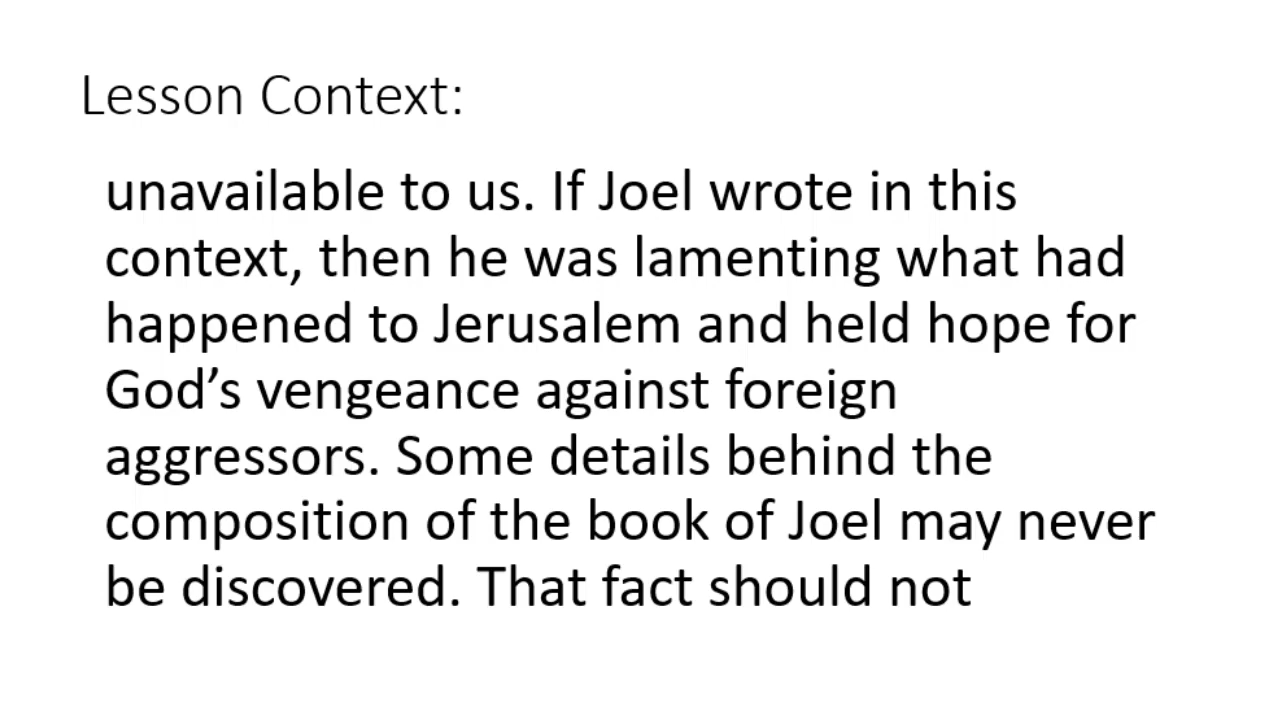 Lesson Context:
unavailable to us. If Joel wrote in this
context, then he was lamenting what had
happened to Jerusalem and held hope for
God’s vengeance against foreign
aggressors. Some details behind the
composition of the book of Joel may never
be discovered. That fact should not